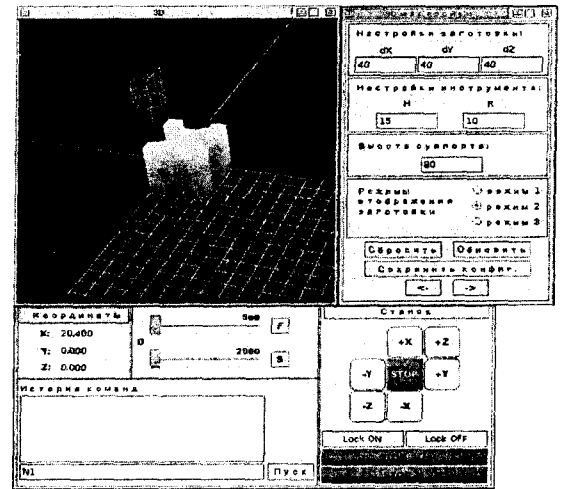 3D
Настройки заготовки:
dX dY dZ
40 40 40
Настройки инструмента:
H R
15 10
Высота суппорта:
80
Режимы отображения заготовки
режим 1
режим 2
режим 3
Сбросить Обновить
Сохранить конфиг.
<- ->
Координаты
X: 20.400
Y: 0.000
Z: 0.000
0
500
F
2000
S
История команд
N1
Пуск
Станок
+X +Z
-Y STOP +Y
-Z -X
Lock ON Lock OFF